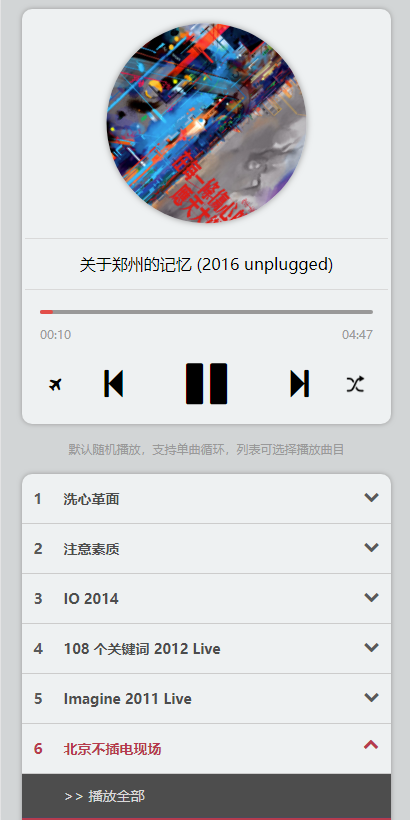 关于郑州的记忆 (2016 unplugged)
00:10 04:47
默认随机播放，支持单曲循环，列表可选择播放曲目
1 洗心革面
2 注意素质
3 IO 2014
4 108 个关键词 2012 Live
5 Imagine 2011 Live
6 北京不插电现场
>> 播放全部